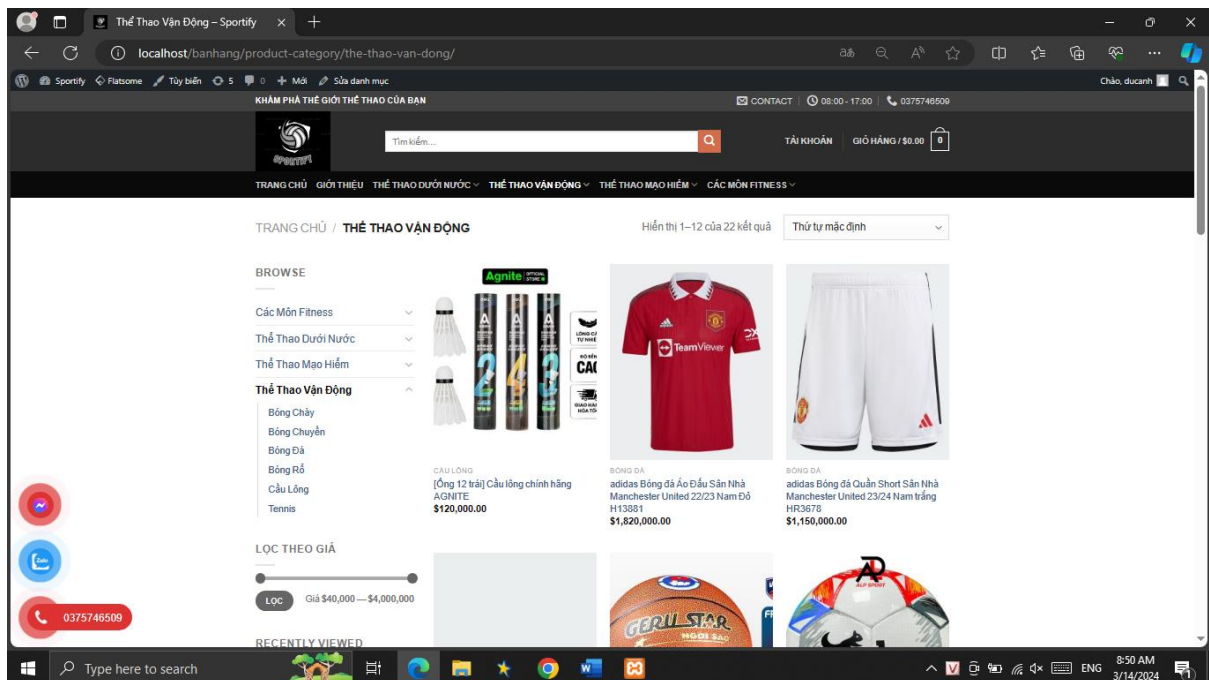 Thể Thao Vận Động – Sportify
localhost/banhang/product-category/the-thao-van-dong/
Sportify Flatsome Tùy biến 5 0 Mới Sửa danh mục Chào, ducanh
KHÁM PHÁ THẾ GIỚI THỂ THAO CỦA BẠN CONTACT 08:00 - 17:00 0375746509
SPORTIFY
Tìm kiếm...
TÀI KHOẢN GIỎ HÀNG / $0.00 0
TRANG CHỦ GIỚI THIỆU THỂ THAO DƯỚI NƯỚC THỂ THAO VẬN ĐỘNG THỂ THAO MẠO HIỂM CÁC MÔN FITNESS
TRANG CHỦ / THỂ THAO VẬN ĐỘNG
Hiển thị 1–12 của 22 kết quả
Thứ tự mặc định
BROWSE
Các Môn Fitness
Thể Thao Dưới Nước
Thể Thao Mạo Hiểm
Thể Thao Vận Động
Bóng Chày
Bóng Chuyền
Bóng Đá
Bóng Rổ
Cầu Lông
Tennis
LỌC THEO GIÁ
LỌC
Giá $40,000 — $4,000,000
RECENTLY VIEWED
Agnite
2 4 3
TeamViewer
CẦU LÔNG
[Ống 12 trái] Cầu lông chính hãng
AGNITE
$120,000.00
BÓNG ĐÁ
adidas Bóng đá Áo Đấu Sân Nhà
Manchester United 22/23 Nam Đỏ
H13881
$1,820,000.00
BÓNG ĐÁ
adidas Bóng đá Quần Short Sân Nhà
Manchester United 23/24 Nam trắng
HR3678
$1,150,000.00
GERU STAR
NGOI SAO
ALP SPORT
Zalo
0375746509
Type here to search
ENG
8:50 AM
3/14/2024